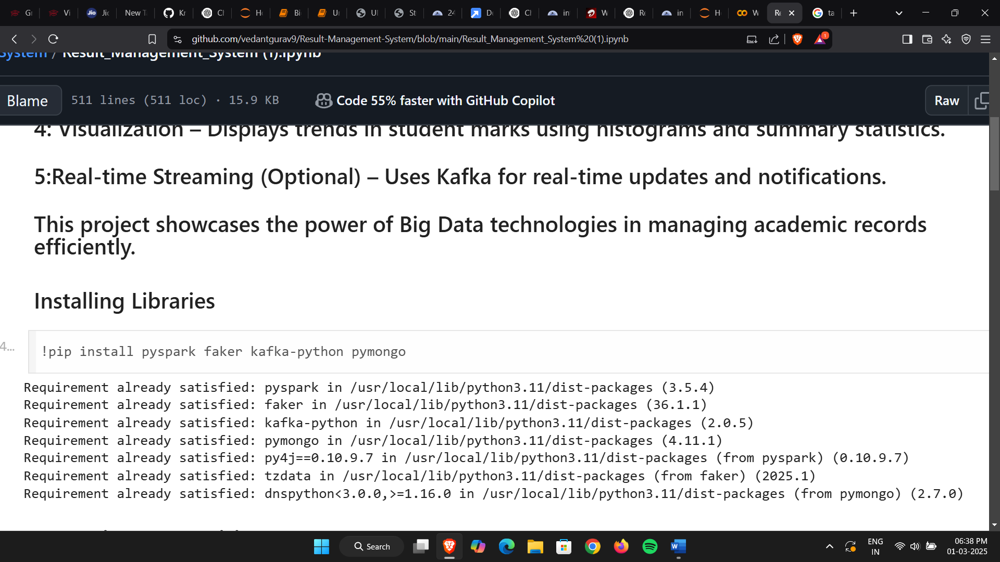 Gı
Vi
Jio
Jic
New T
Kr
Cl
He
Bi
Ur
Ul
St
24
De
Cl
in
W
Re
in
H
W
Re
ta
github.com/vedantgurav9/Result-Management-System/blob/main/Result_Management_System%20(1).ipynb
1
System / Result_Management_System (1).ipynb
Blame
511 lines (511 loc) · 15.9 KB
Code 55% faster with GitHub Copilot
Raw
4: Visualization – Displays trends in student marks using histograms and summary statistics.
5:Real-time Streaming (Optional) – Uses Kafka for real-time updates and notifications.
This project showcases the power of Big Data technologies in managing academic records
efficiently.
Installing Libraries
4...
!pip install pyspark faker kafka-python pymongo
Requirement already satisfied: pyspark in /usr/local/lib/python3.11/dist-packages (3.5.4)
Requirement already satisfied: faker in /usr/local/lib/python3.11/dist-packages (36.1.1)
Requirement already satisfied: kafka-python in /usr/local/lib/python3.11/dist-packages (2.0.5)
Requirement already satisfied: pymongo in /usr/local/lib/python3.11/dist-packages (4.11.1)
Requirement already satisfied: py4j==0.10.9.7 in /usr/local/lib/python3.11/dist-packages (from pyspark) (0.10.9.7)
Requirement already satisfied: tzdata in /usr/local/lib/python3.11/dist-packages (from faker) (2025.1)
Requirement already satisfied: dnspython<3.0.0,>=1.16.0 in /usr/local/lib/python3.11/dist-packages (from pymongo) (2.7.0)
Search
ENG
IN
06:38 PM
01-03-2025